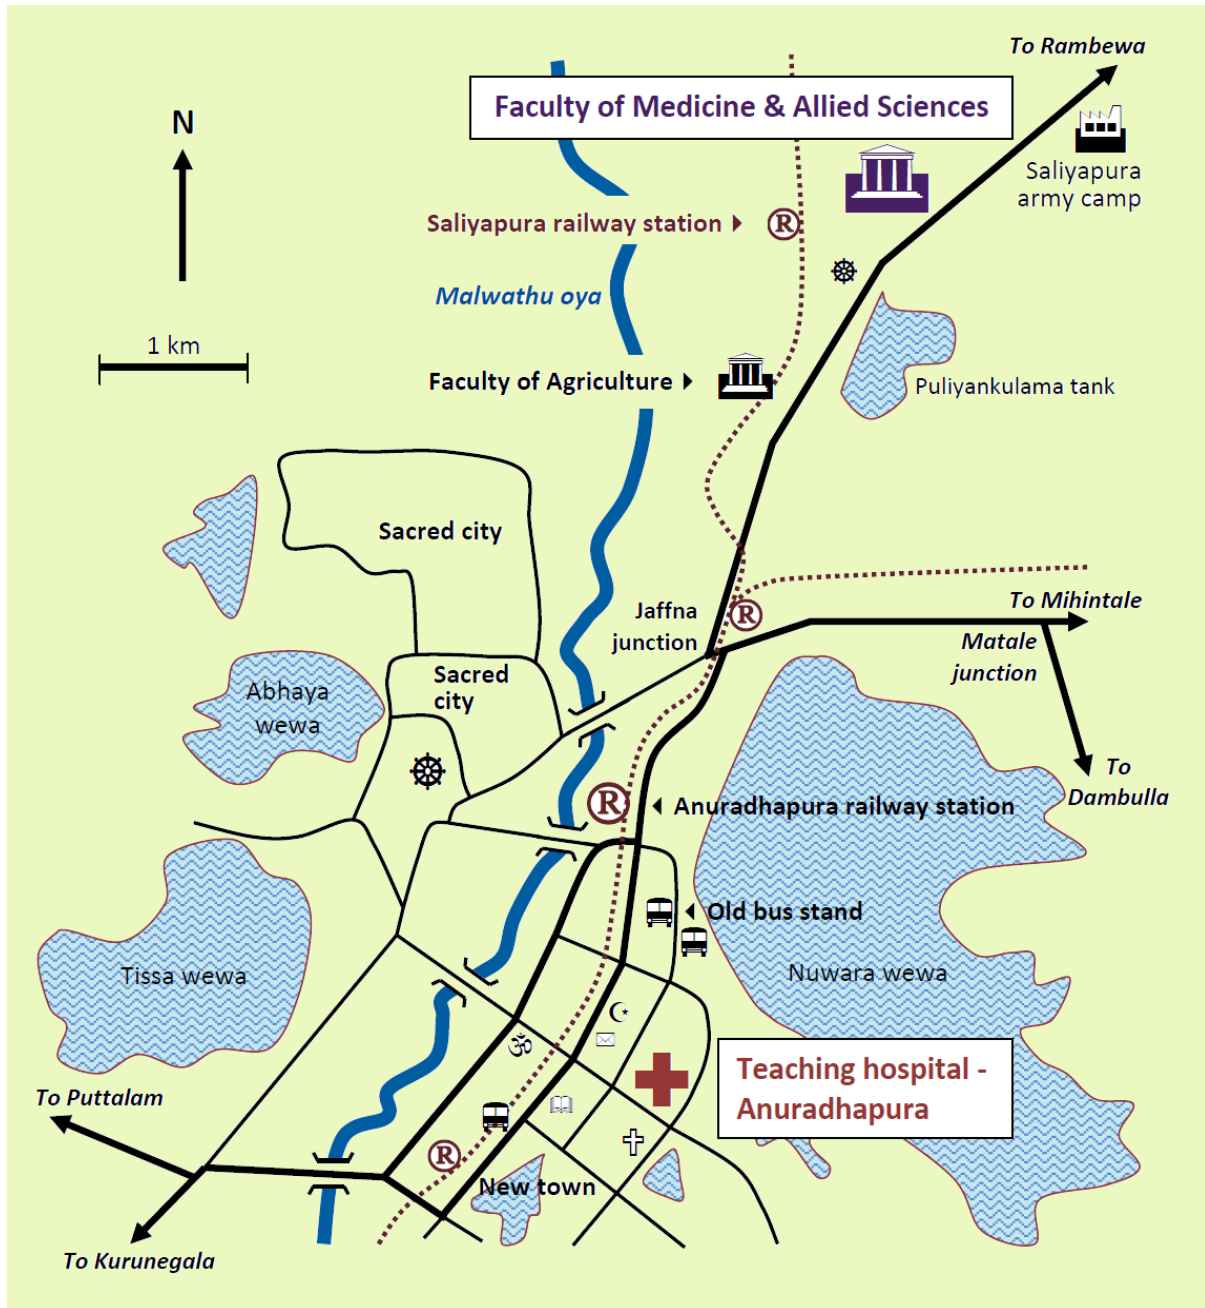 To Rambewa
N
Faculty of Medicine & Allied Sciences
Saliyapura
army camp
Saliyapura railway station
R
Malwathu oya
1 km
Faculty of Agriculture
Puliyankulama tank
Sacred city
Jaffna
junction
R
To Mihintale
Matale
junction
Sacred
city
Abhaya
wewa
To
Dambulla
R
Anuradhapura railway station
Old bus stand
Tissa wewa
Nuwara wewa
ॐ
Teaching hospital -
Anuradhapura
To Puttalam
R
New town
To Kurunegala